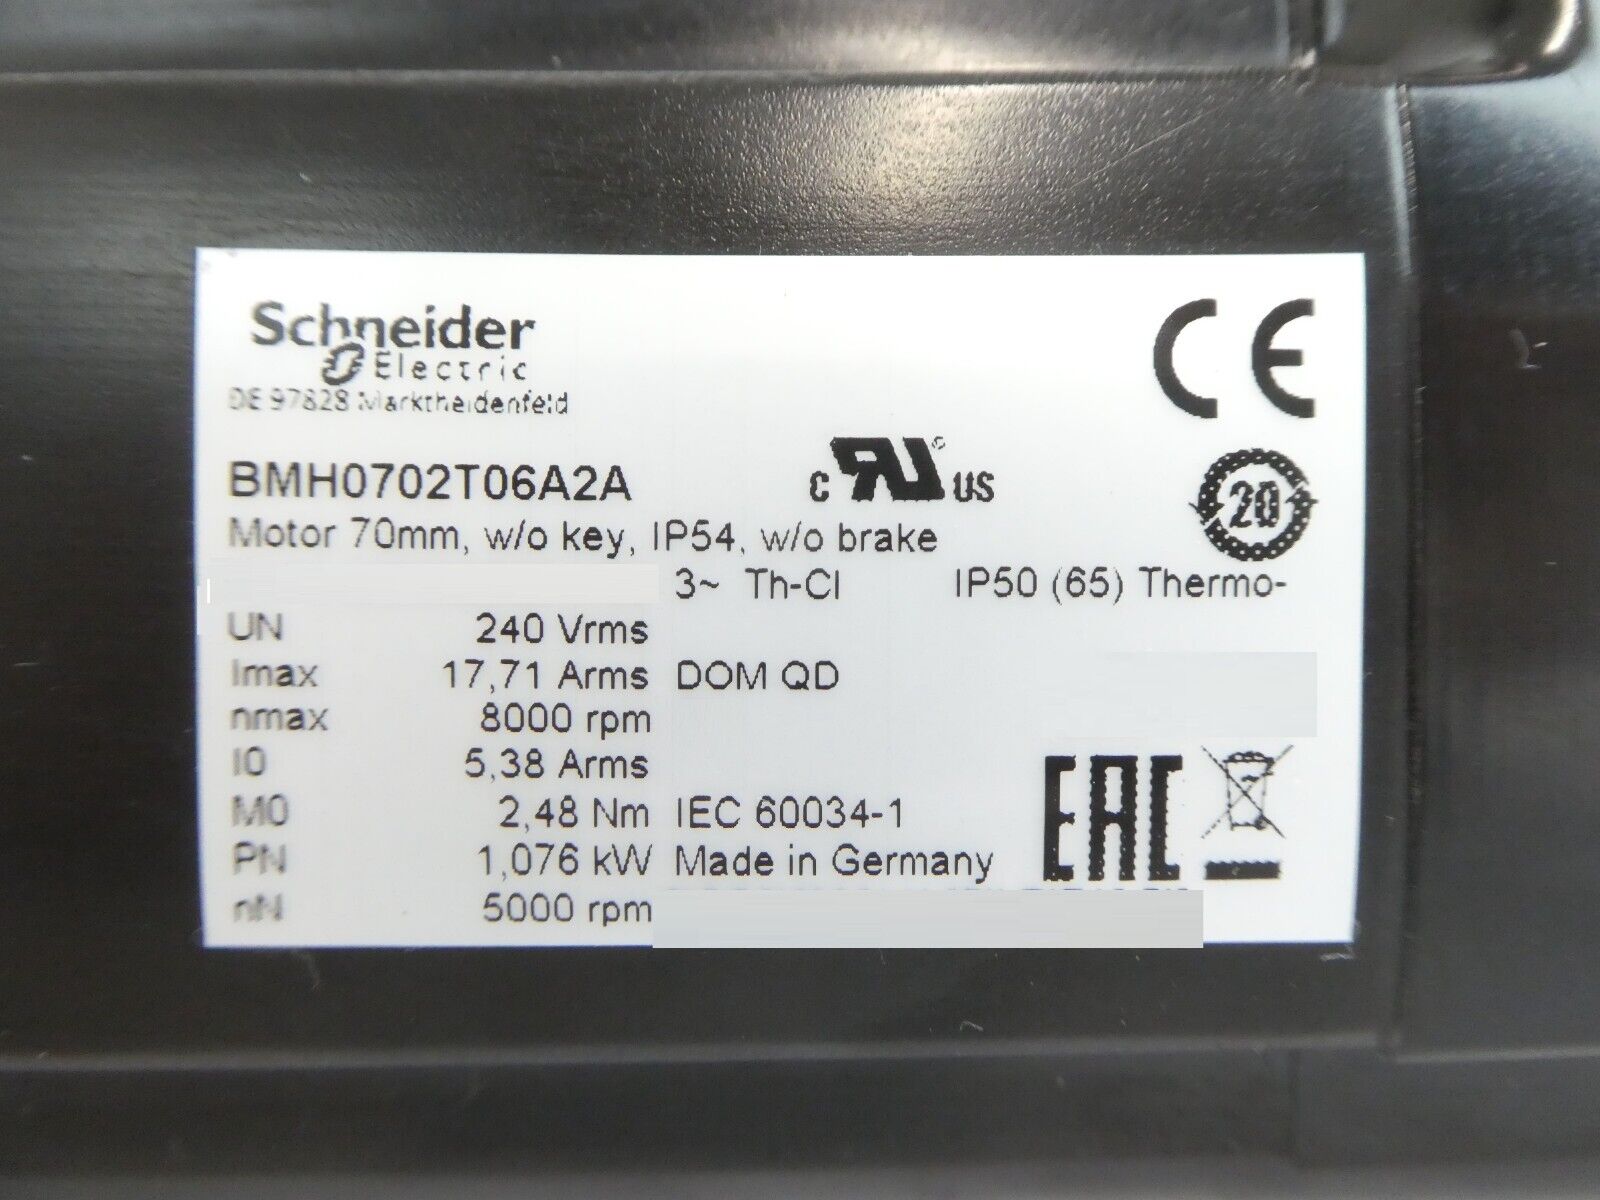 Schneider
Electric
DE 97828 Marktheidenfeld
CE
BMH0702T06A2A
c RU ® US
20
Motor 70mm, w/o key, IP54, w/o brake
3~ Th-Cl IP50 (65) Thermo-
UN 240 Vrms
Imax 17,71 Arms DOM QD
nmax 8000 rpm
I0 5,38 Arms
M0 2,48 Nm IEC 60034-1
PN 1,076 kW Made in Germany
nN 5000 rpm
EAC